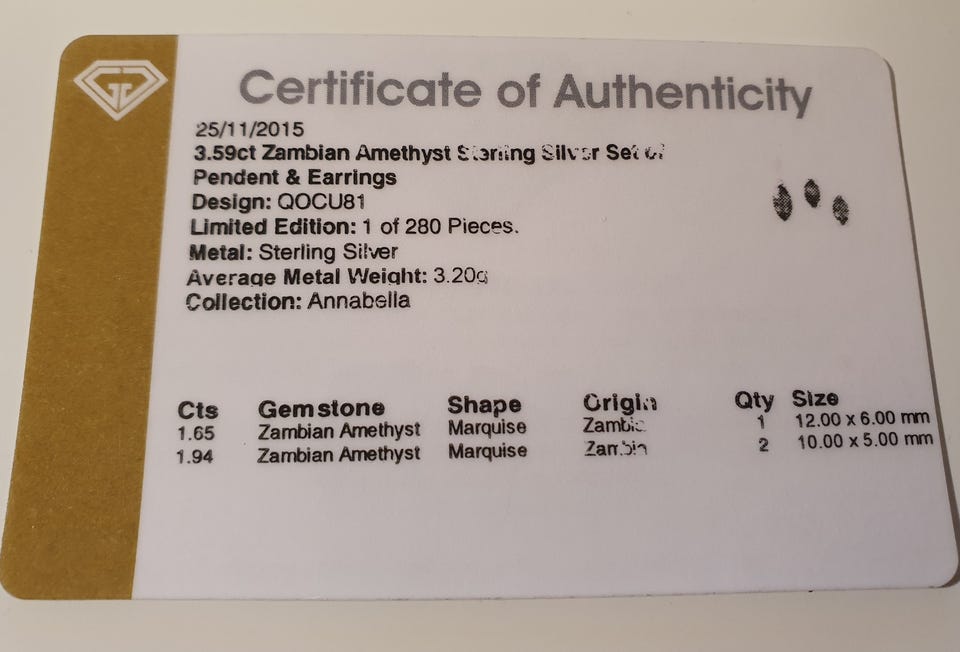 Certificate of Authenticity
25/11/2015
3.59ct Zambian Amethyst Sterling Silver Set of
Pendent & Earrings
Design: QOCU81
Limited Edition: 1 of 280 Pieces.
Metal: Sterling Silver
Average Metal Weight: 3.20g
Collection: Annabella
Cts Gemstone Shape Origin Qty Size
1.65 Zambian Amethyst Marquise Zambia 1 12.00 x 6.00 mm
1.94 Zambian Amethyst Marquise Zambia 2 10.00 x 5.00 mm